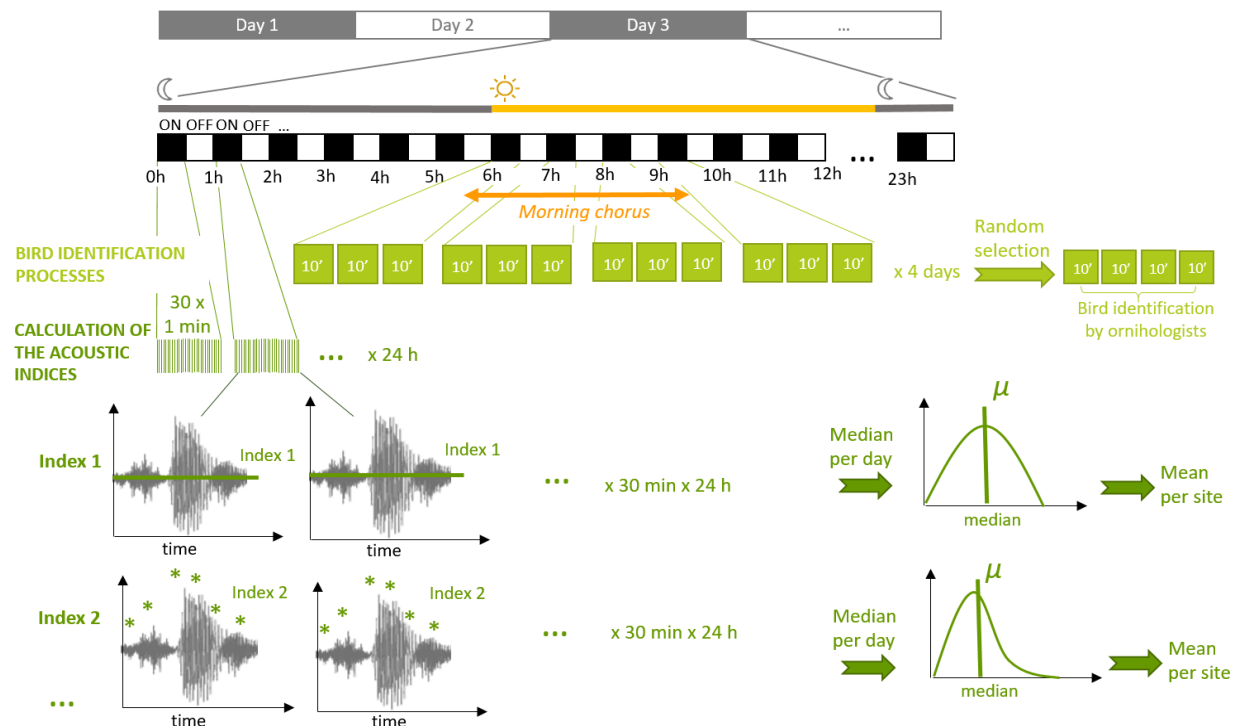 Day 1 Day 2 Day 3 ...
ON OFF ON OFF ...
...
0h 1h 2h 3h 4h 5h 6h 7h 8h 9h 10h 11h 12h 23h
Morning chorus
BIRD IDENTIFICATION
PROCESSES
10’ 10’ 10’ 10’ 10’ 10’ 10’ 10’ 10’ 10’ 10’ 10’
x 4 days
Random
selection
10’ 10’ 10’ 10’
Bird identification
by ornihologists
30 x
1 min
CALCULATION OF
THE ACOUSTIC
INDICES
... x 24 h
Index 1
Index 1
time
Index 1
time
... x 30 min x 24 h
Median
per day
μ
median
Mean
per site
Index 2
* * * * * *
Index 2
time
* * * * * *
Index 2
time
... x 30 min x 24 h
Median
per day
μ
median
Mean
per site
...